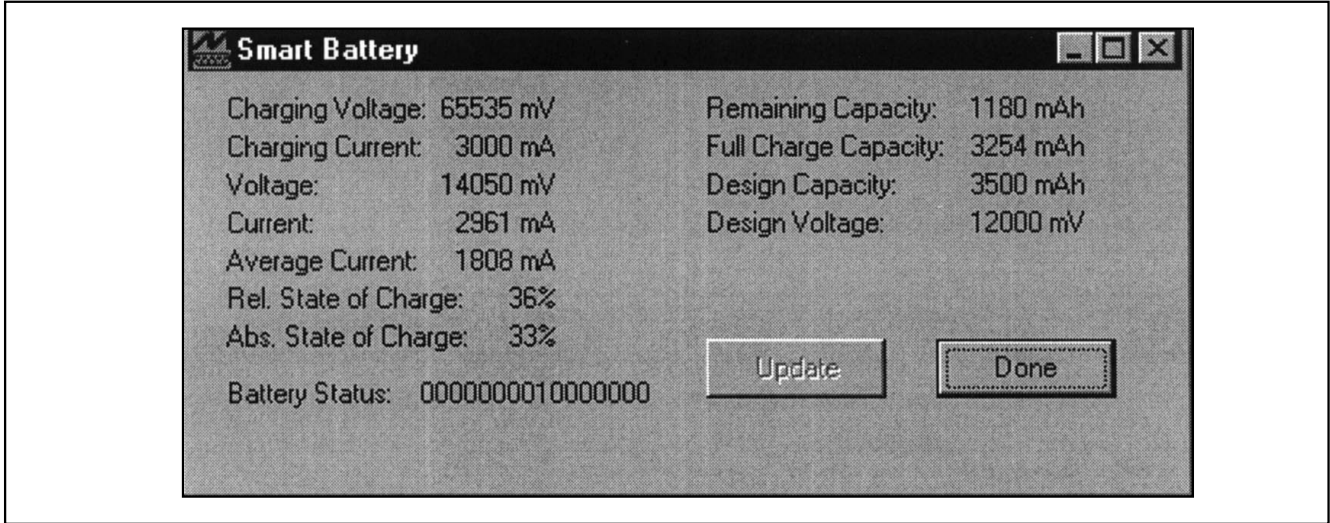 Smart Battery
Charging Voltage: 65535 mV
Charging Current: 3000 mA
Voltage: 14050 mV
Current: 2961 mA
Average Current: 1808 mA
Rel. State of Charge: 36%
Abs. State of Charge: 33%
Battery Status: 0000000010000000
Remaining Capacity: 1180 mAh
Full Charge Capacity: 3254 mAh
Design Capacity: 3500 mAh
Design Voltage: 12000 mV
Update
Done